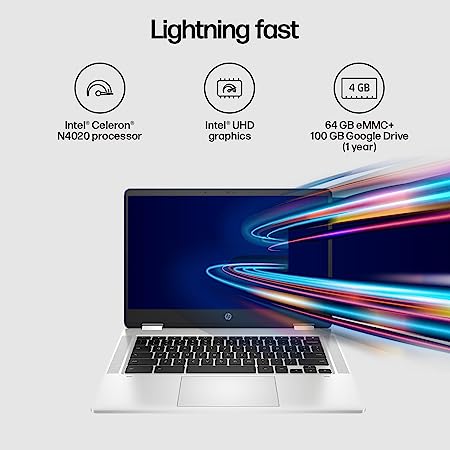 Lightning fast
4 GB
Intel® Celeron®
N4020 processor
Intel® UHD
graphics
64 GB eMMC+
100 GB Google Drive
(1 year)
hp